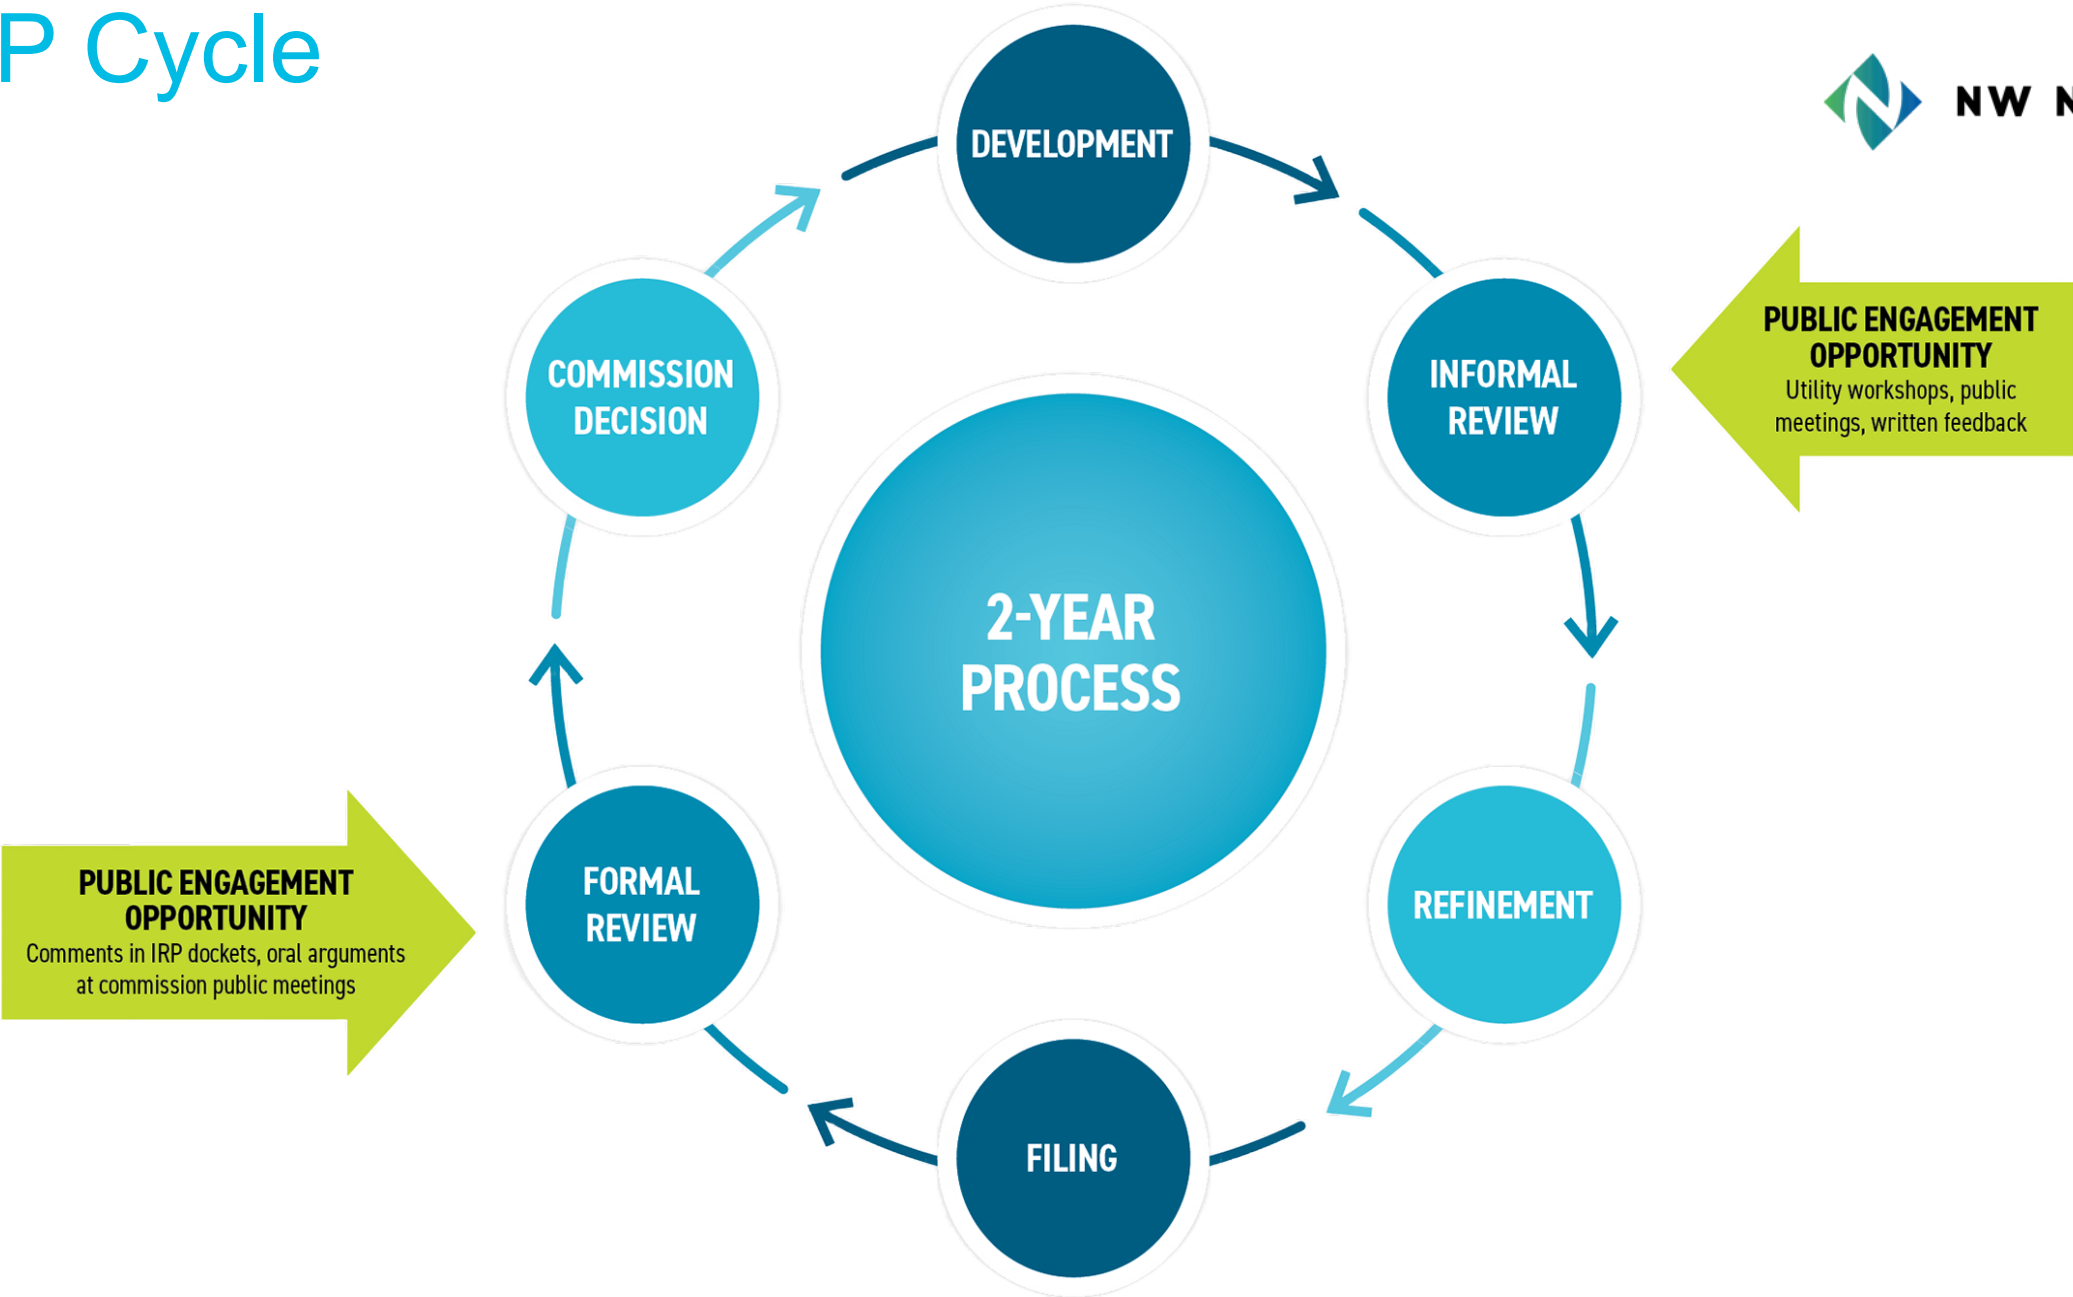 P Cycle
NW N
DEVELOPMENT
INFORMAL
REVIEW
PUBLIC ENGAGEMENT
OPPORTUNITY
Utility workshops, public
meetings, written feedback
REFINEMENT
FILING
FORMAL
REVIEW
PUBLIC ENGAGEMENT
OPPORTUNITY
Comments in IRP dockets, oral arguments
at commission public meetings
COMMISSION
DECISION
2-YEAR
PROCESS